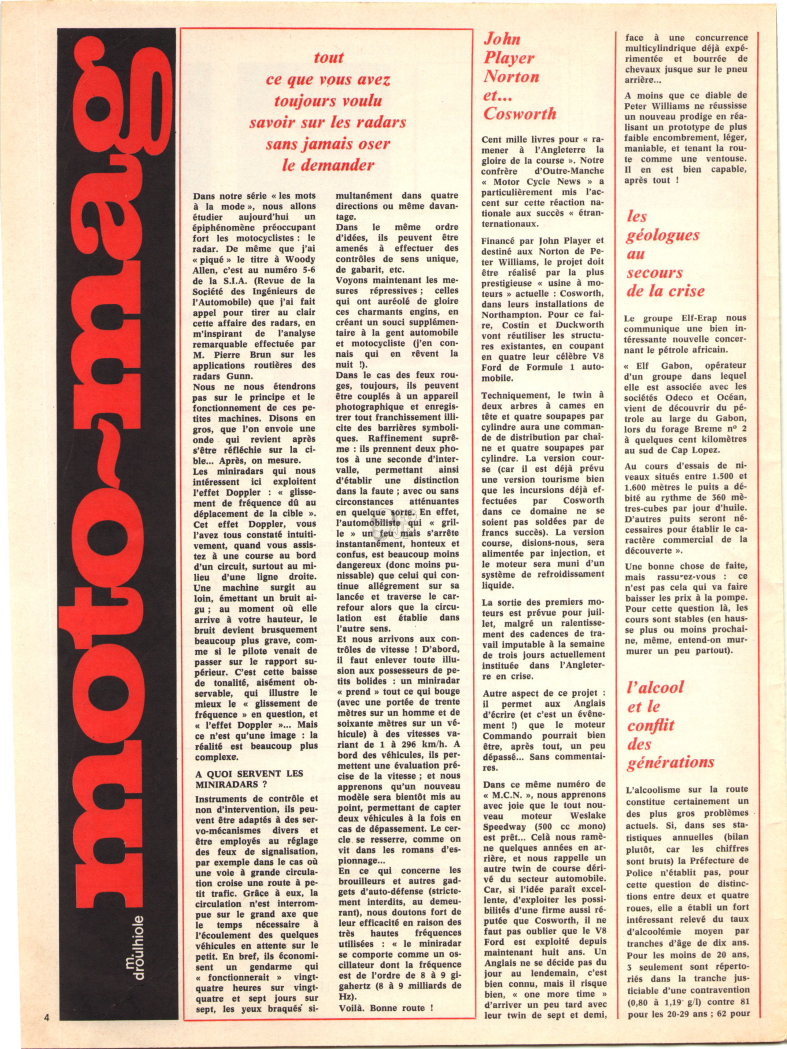 moto~mag
m.
droulhiole
tout
ce que vous avez
toujours voulu
savoir sur les radars
sans jamais oser
le demander
Dans notre série « les mots
à la mode », nous allons
étudier aujourd'hui un
épiphénomène préoccupant
fort les motocyclistes : le
radar. De même que j'ai
« piqué » le titre à Woody
Allen, c'est au numéro 5-6
de la S.I.A. (Revue de la
Société des Ingénieurs de
l'Automobile) que j'ai fait
appel pour tirer au clair
cette affaire des radars, en
m'inspirant de l'analyse
remarquable effectuée par
M. Pierre Brun sur les
applications routières des
radars Gunn.
Nous ne nous étendrons
pas sur le principe et le
fonctionnement de ces pe-
tites machines. Disons en
gros, que l'on envoie une
onde qui revient après
s'être réfléchie sur la ci-
ble... Après, on mesure.
Les miniradars qui nous
intéressent ici exploitent
l'effet Doppler : « glisse-
ment de fréquence dû au
déplacement de la cible ».
Cet effet Doppler, vous
l'avez tous constaté intuiti-
vement, quand vous assis-
tez à une course au bord
d'un circuit, surtout au mi-
lieu d'une ligne droite.
Une machine surgit au
loin, émettant un bruit ai-
gu ; au moment où elle
arrive à votre hauteur, le
bruit devient brusquement
beaucoup plus grave, com-
me si le pilote venait de
passer sur le rapport su-
périeur. C'est cette baisse
de tonalité, aisément ob-
servable, qui illustre le
mieux le « glissement de
fréquence » en question, et
« l'effet Doppler »... Mais
ce n'est qu'une image : la
réalité est beaucoup plus
complexe.
A QUOI SERVENT LES
MINIRADARS ?
Instruments de contrôle et
non d'intervention, ils peu-
vent être adaptés à des ser-
vo-mécanismes divers et
être employés au réglage
des feux de signalisation,
par exemple dans le cas où
une voie à grande circula-
tion croise une route à pe-
tit trafic. Grâce à eux, la
circulation n'est interrom-
pue sur le grand axe que
le temps nécessaire à
l'écoulement des quelques
véhicules en attente sur le
petit. En bref, ils économi-
sent un gendarme qui
« fonctionnerait » vingt-
quatre heures sur vingt-
quatre et sept jours sur
sept, les yeux braqués si-
multanément dans quatre
directions ou même davan-
tage.
Dans le même ordre
d'idées, ils peuvent être
amenés à effectuer des
contrôles de sens unique,
de gabarit, etc.
Voyons maintenant les me-
sures répressives ; celles
qui ont auréolé de gloire
ces charmants engins, en
créant un souci supplémen-
taire à la gent automobile
et motocycliste (j'en con-
nais qui en rêvent la
nuit !).
Dans le cas des feux rou-
ges, toujours, ils peuvent
être couplés à un appareil
photographique et enregis-
trer tout franchissement illi-
cite des barrières symboli-
ques. Raffinement suprê-
me : ils prennent deux pho-
tos à une seconde d'inter-
valle, permettant ainsi
d'établir une distinction
dans la faute ; avec ou sans
circonstances atténuantes
en quelque sorte. En effet,
l'automobiliste qui « gril-
le » un feu mais s'arrête
instantanément, honteux et
confus, est beaucoup moins
dangereux (donc moins pu-
nissable) que celui qui con-
tinue allégrement sur sa
lancée et traverse le car-
refour alors que la circu-
lation est établie dans
l'autre sens.
Et nous arrivons aux con-
trôles de vitesse ! D'abord,
il faut enlever toute illu-
sion aux possesseurs de pe-
tits bolides : un miniradar
« prend » tout ce qui bouge
(avec une portée de trente
mètres sur un homme et de
soixante mètres sur un vé-
hicule) à des vitesses va-
riant de 1 à 296 km/h. A
bord des véhicules, ils per-
mettent une évaluation pré-
cise de la vitesse ; et nous
apprenons qu'un nouveau
modèle sera bientôt mis au
point, permettant de capter
deux véhicules à la fois en
cas de dépassement. Le cer-
cle se resserre, comme on
vit dans les romans d'es-
pionnage...
En ce qui concerne les
brouilleurs et autres gad-
gets d'auto-défense (stricte-
ment interdits, au demeu-
rant), nous doutons fort de
leur efficacité en raison des
très hautes fréquences
utilisées : « le miniradar
se comporte comme un os-
cillateur dont la fréquence
est de l'ordre de 8 à 9 gi-
gahertz (8 à 9 milliards de
Hz).
Voilà. Bonne route !
John
Player
Norton
et...
Cosworth
Cent mille livres pour « ra-
mener à l'Angleterre la
gloire de la course ». Notre
confrère d'Outre-Manche
« Motor Cycle News » a
particulièrement mis l'ac-
cent sur cette réaction na-
tionale aux succès « étran-
ternationaux.
Financé par John Player et
destiné aux Norton de Pe-
ter Williams, le projet doit
être réalisé par la plus
prestigieuse « usine à mo-
teurs » actuelle : Cosworth,
dans leurs installations de
Northampton. Pour ce fai-
re, Costin et Duckworth
vont réutiliser les structu-
res existantes, en coupant
en quatre leur célèbre V8
Ford de Formule 1 auto-
mobile.
Techniquement, le twin à
deux arbres à cames en
tête et quatre soupapes par
cylindre aura une comman-
de de distribution par chaî-
ne et quatre soupapes par
cylindre. La version cour-
se (car il est déjà prévu
une version tourisme bien
que les incursions déjà ef-
fectuées par Cosworth
dans ce domaine ne se
soient pas soldées par de
francs succès). La version
course, disions-nous, sera
alimentée par injection, et
le moteur sera muni d'un
système de refroidissement
liquide.
La sortie des premiers mo-
teurs est prévue pour juil-
let, malgré un ralentisse-
ment des cadences de tra-
vail imputable à la semaine
de trois jours actuellement
instituée dans l'Angleter-
re en crise.
Autre aspect de ce projet :
il permet aux Anglais
d'écrire (et c'est un évène-
ment !) que le moteur
Commando pourrait bien
être, après tout, un peu
dépassé... Sans commentai-
res.
Dans ce même numéro de
« M.C.N. », nous apprenons
avec joie que le tout nou-
veau moteur Weslake
Speedway (500 cc mono)
est prêt... Celà nous ramè-
ne quelques années en ar-
rière, et nous rappelle un
autre twin de course déri-
vé du secteur automobile.
Car, si l'idée paraît excel-
lente, d'exploiter les possi-
bilités d'une firme aussi ré-
putée que Cosworth, il ne
faut pas oublier que le V8
Ford est exploité depuis
maintenant huit ans. Un
Anglais ne se décide pas du
jour au lendemain, c'est
bien connu, mais il risque
bien, « one more time »
d'arriver un peu tard avec
leur twin de sept et demi,
face à une concurrence
multicylindrique déjà expé-
rimentée et bourrée de
chevaux jusque sur le pneu
arrière...
A moins que ce diable de
Peter Williams ne réussisse
un nouveau prodige en réa-
lisant un prototype de plus
faible encombrement, léger,
maniable, et tenant la rou-
te comme une ventouse.
Il en est bien capable,
après tout !
les
géologues
au
secours
de la crise
Le groupe Elf-Erap nous
communique une bien in-
téressante nouvelle concer-
nant le pétrole africain.
« Elf Gabon, opérateur
d'un groupe dans lequel
elle est associée avec les
sociétés Odeco et Océan,
vient de découvrir du pé-
trole au large du Gabon,
lors du forage Breme nº 2
à quelques cent kilomètres
au sud de Cap Lopez.
Au cours d'essais de ni-
veaux situés entre 1.500 et
1.600 mètres le puits a dé-
bité au rythme de 360 mè-
tres-cubes par jour d'huile.
D'autres puits seront né-
cessaires pour établir le ca-
ractère commercial de la
découverte ».
Une bonne chose de faite,
mais rassurez-vous : ce
n'est pas cela qui va faire
baisser les prix à la pompe.
Pour cette question là, les
cours sont stables (en haus-
se plus ou moins prochai-
ne, même, entend-on mur-
murer un peu partout).
l'alcool
et le
conflit
des
générations
L'alcoolisme sur la route
constitue certainement un
des plus gros problèmes
actuels. Si, dans ses sta-
tistiques annuelles (bilan
plutôt, car les chiffres
sont bruts) la Préfecture de
Police n'établit pas, pour
cette question de distinc-
tions entre deux et quatre
roues, elle a établi un fort
intéressant relevé du taux
d'alcoolémie moyen par
tranches d'âge de dix ans.
Pour les moins de 20 ans,
3 seulement sont réperto-
riés dans la tranche jus-
ticiable d'une contravention
(0,80 à 1,19 g/l) contre 81
pour les 20-29 ans ; 62 pour
4